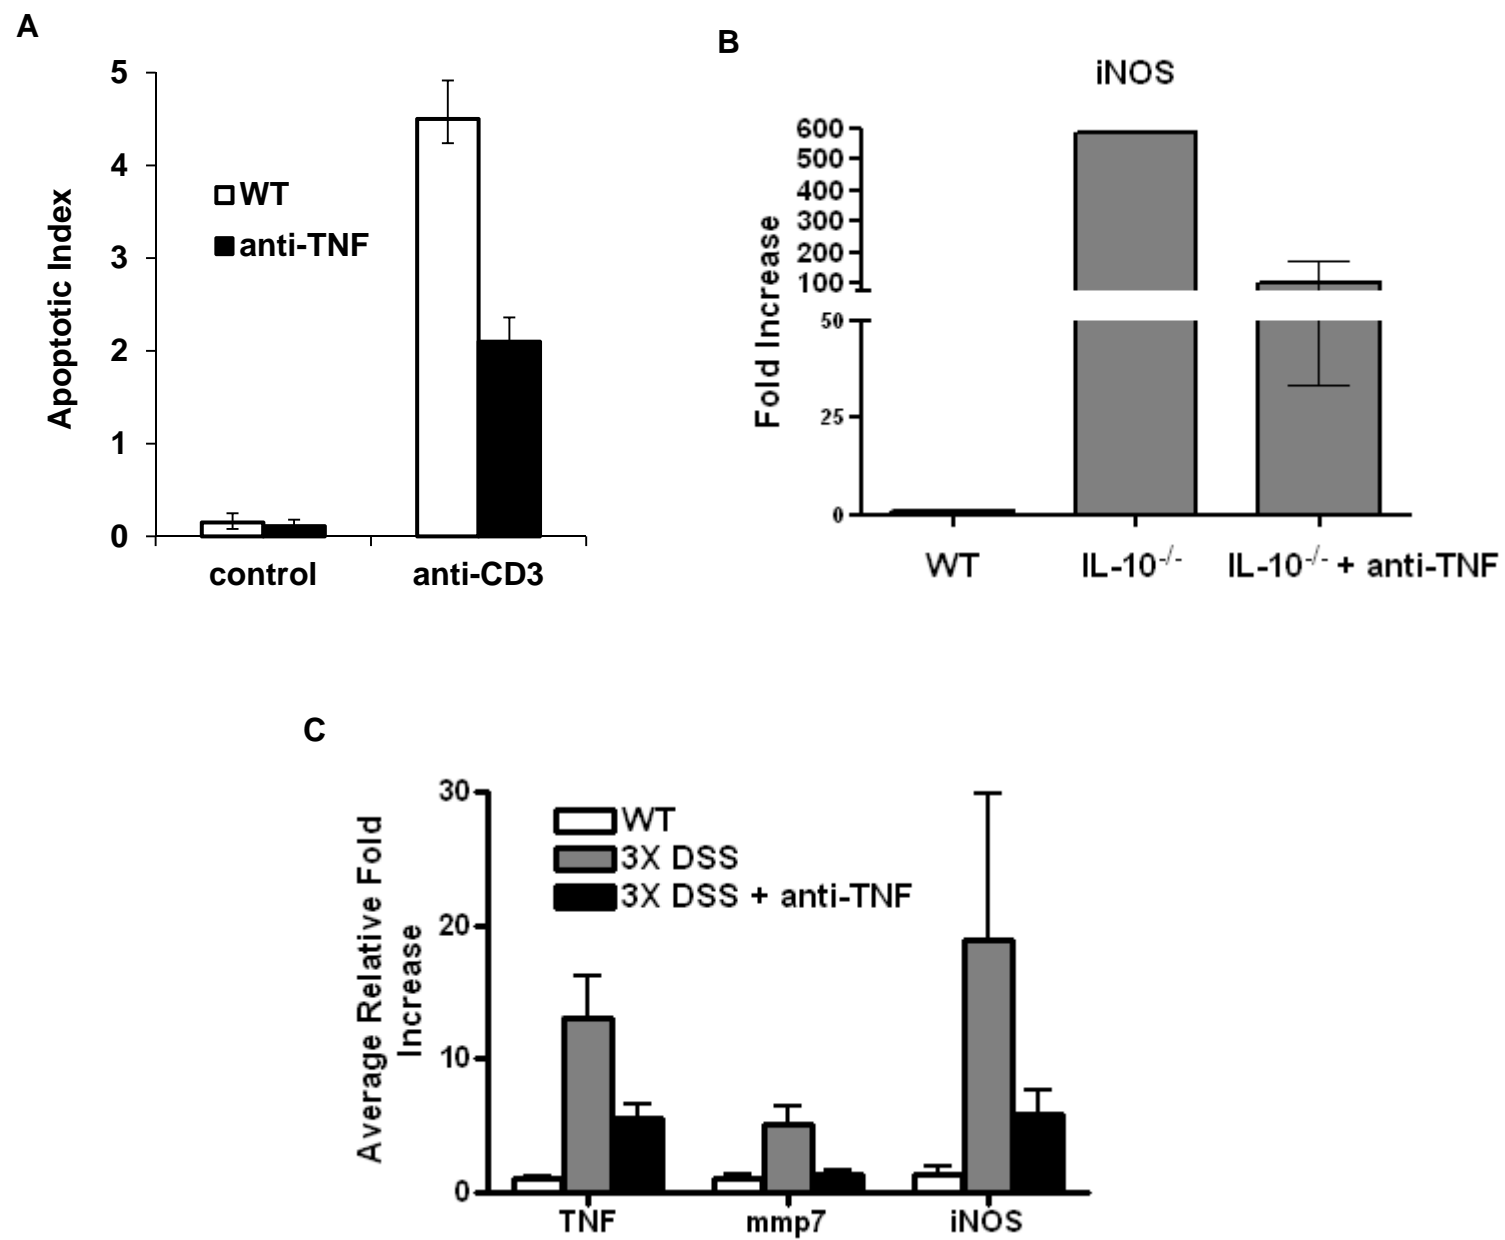 A
5
4
3
2
1
0
Apoptotic Index
WT
anti-TNF
control
anti-CD3
B
iNOS
600
500
400
300
200
100
50
25
0
Fold Increase
WT
IL-10-/-
IL-10-/- + anti-TNF
C
30
20
10
0
Average Relative Fold
Increase
WT
3X DSS
3X DSS + anti-TNF
TNF
mmp7
iNOS